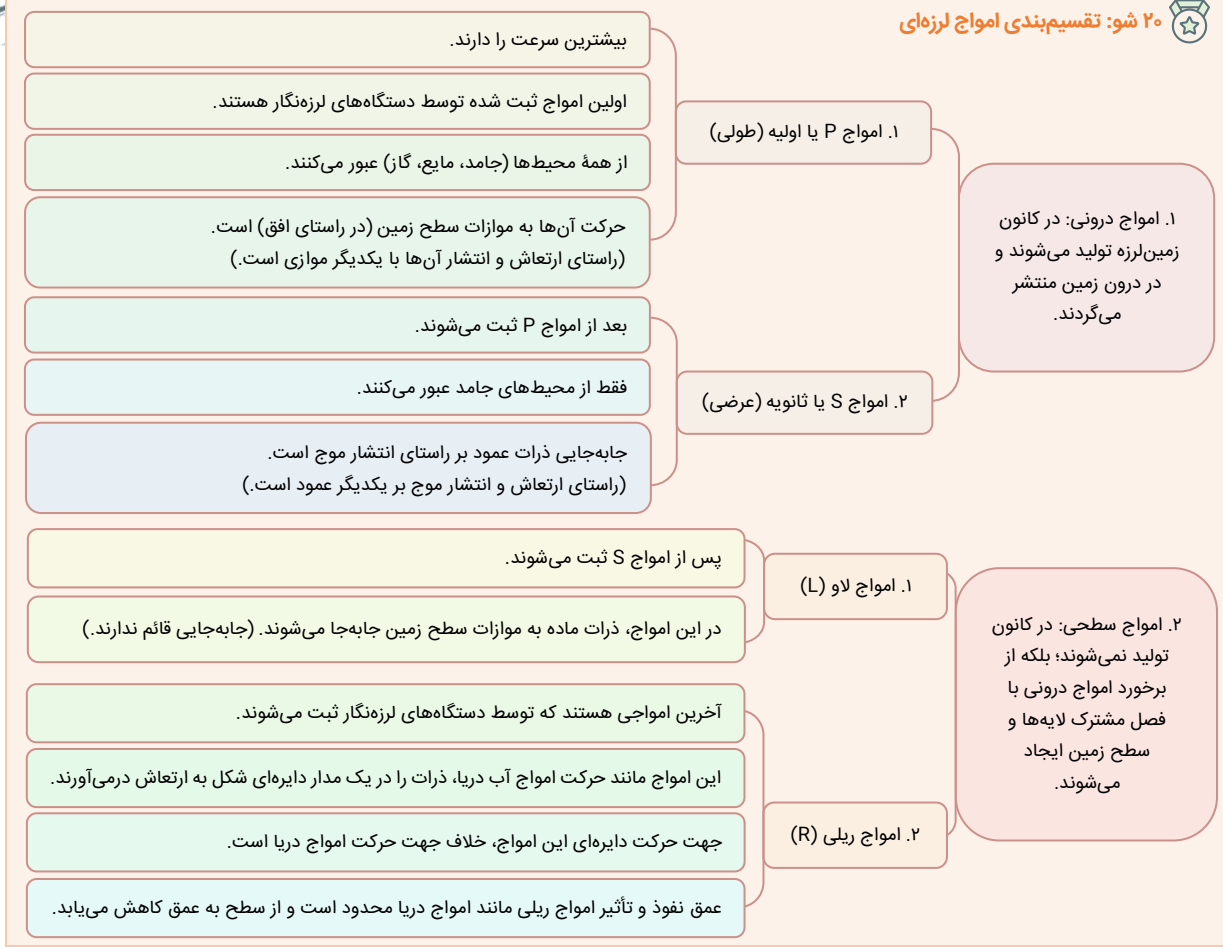 ۲۰ شو: تقسیم‌بندی امواج لرزه‌ای
۱. امواج درونی: در کانون
زمین‌لرزه تولید می‌شوند و
در درون زمین منتشر
می‌گردند.
۱. امواج P یا اولیه (طولی)
بیشترین سرعت را دارند.
اولین امواج ثبت شده توسط دستگاه‌های لرزه‌نگار هستند.
از همهٔ محیط‌ها (جامد، مایع، گاز) عبور می‌کنند.
حرکت آن‌ها به موازات سطح زمین (در راستای افق) است.
(راستای ارتعاش و انتشار آن‌ها با یکدیگر موازی است.)
۲. امواج S یا ثانویه (عرضی)
بعد از امواج P ثبت می‌شوند.
فقط از محیط‌های جامد عبور می‌کنند.
جابه‌جایی ذرات عمود بر راستای انتشار موج است.
(راستای ارتعاش و انتشار موج بر یکدیگر عمود است.)
۲. امواج سطحی: در کانون
تولید نمی‌شوند؛ بلکه از
برخورد امواج درونی با
فصل مشترک لایه‌ها و
سطح زمین ایجاد
می‌شوند.
۱. امواج لاو (L)
پس از امواج S ثبت می‌شوند.
در این امواج، ذرات ماده به موازات سطح زمین جابه‌جا می‌شوند. (جابه‌جایی قائم ندارند.)
۲. امواج ریلی (R)
آخرین امواجی هستند که توسط دستگاه‌های لرزه‌نگار ثبت می‌شوند.
این امواج مانند حرکت امواج آب دریا، ذرات را در یک مدار دایره‌ای شکل به ارتعاش درمی‌آورند.
جهت حرکت دایره‌ای این امواج، خلاف جهت حرکت امواج دریا است.
عمق نفوذ و تأثیر امواج ریلی مانند امواج دریا محدود است و از سطح به عمق کاهش می‌یابد.